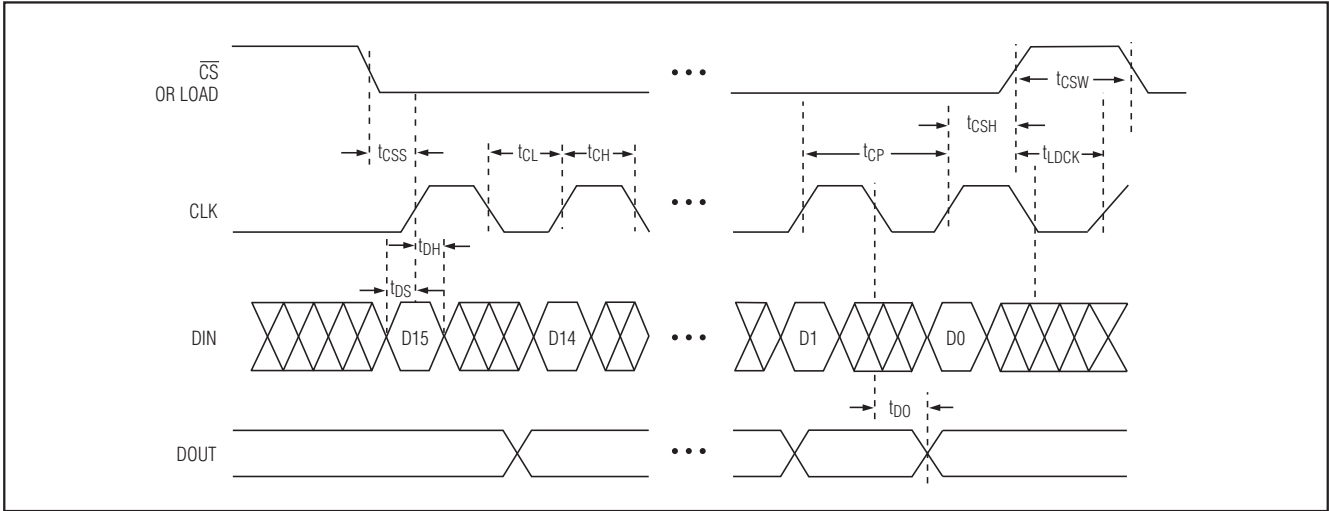 CS
OR LOAD
•••
tCSW
tCSH
tCSS
tCL
tCH
tCP
tLDCK
CLK
•••
tDH
tDS
DIN
D15
D14
•••
D1
D0
tDO
DOUT
•••